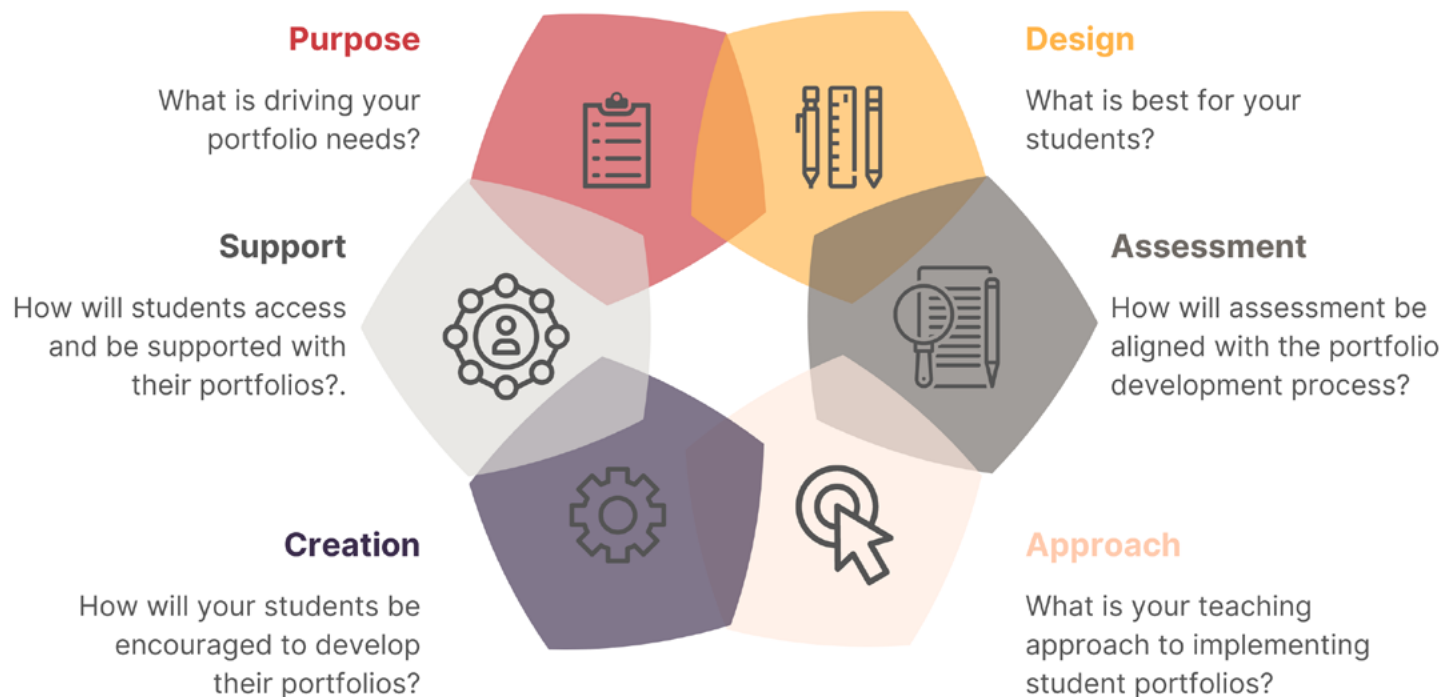 Purpose
What is driving your
portfolio needs?
Design
What is best for your
students?
Support
How will students access
and be supported with
their portfolios?.
Assessment
How will assessment be
aligned with the portfolio
development process?
Creation
How will your students be
encouraged to develop
their portfolios?
Approach
What is your teaching
approach to implementing
student portfolios?